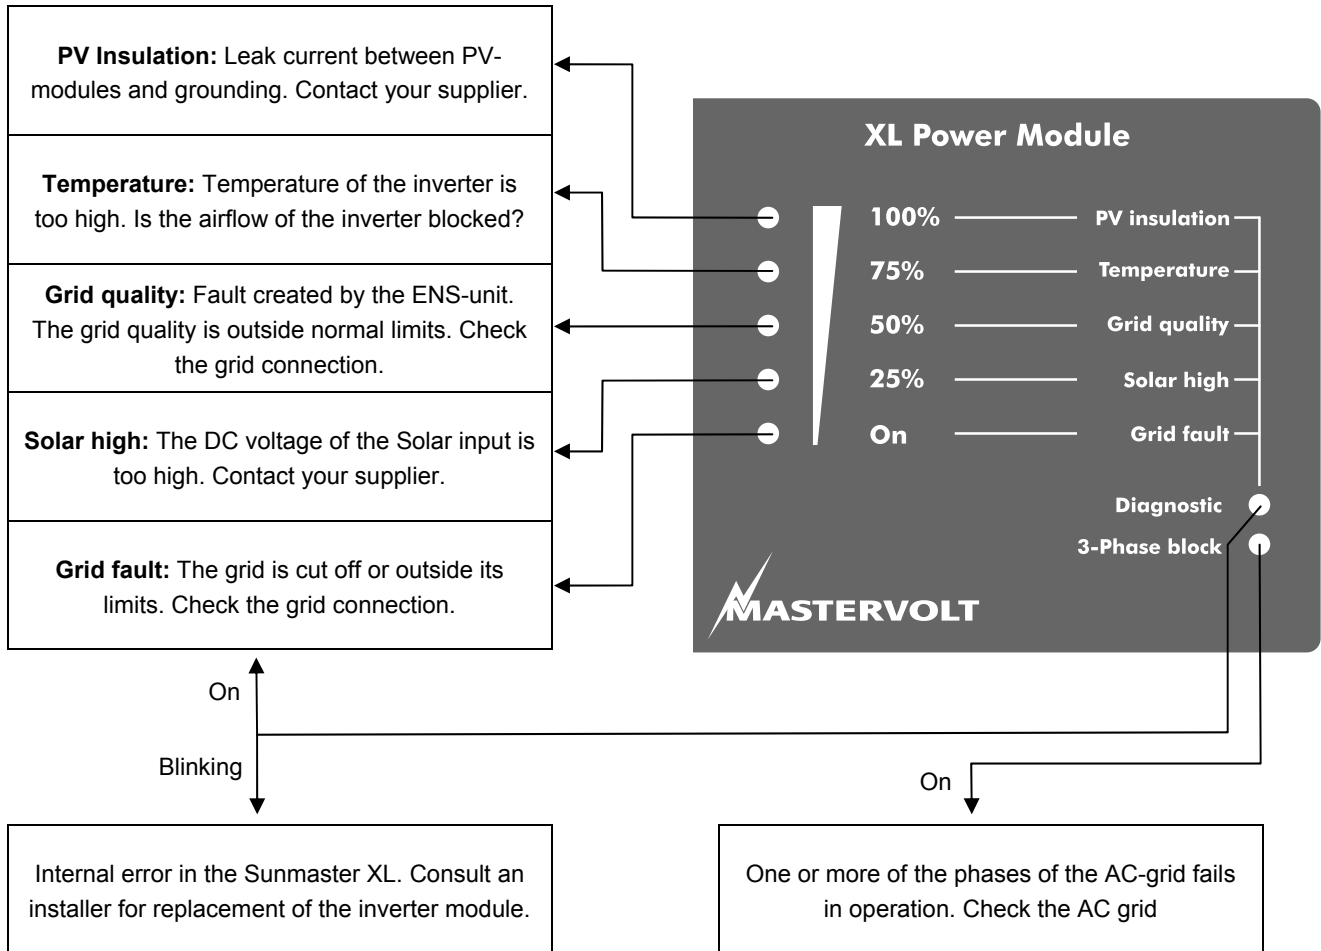 PV Insulation: Leak current between PV-
modules and grounding. Contact your supplier.
Temperature: Temperature of the inverter is
too high. Is the airflow of the inverter blocked?
Grid quality: Fault created by the ENS-unit.
The grid quality is outside normal limits. Check
the grid connection.
Solar high: The DC voltage of the Solar input is
too high. Contact your supplier.
Grid fault: The grid is cut off or outside its
limits. Check the grid connection.
XL Power Module
100% PV insulation
75% Temperature
50% Grid quality
25% Solar high
On Grid fault
Diagnostic
3-Phase block
MASTERVOLT
On
Blinking
On
Internal error in the Sunmaster XL. Consult an
installer for replacement of the inverter module.
One or more of the phases of the AC-grid fails
in operation. Check the AC grid